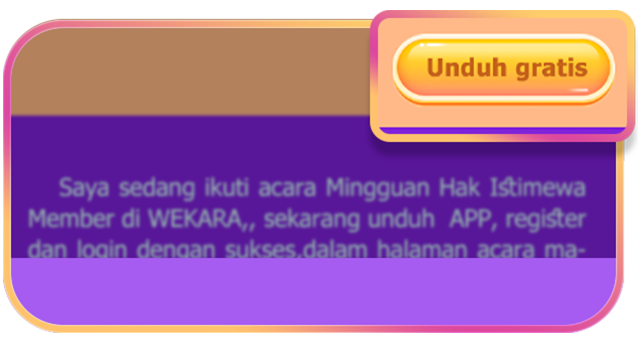 Unduh gratis
Saya sedang ikuti acara Mingguan Hak Istimewa
Member di WEKARA,, sekarang unduh APP, register
dan login dengan sukses,dalam halaman acara ma-